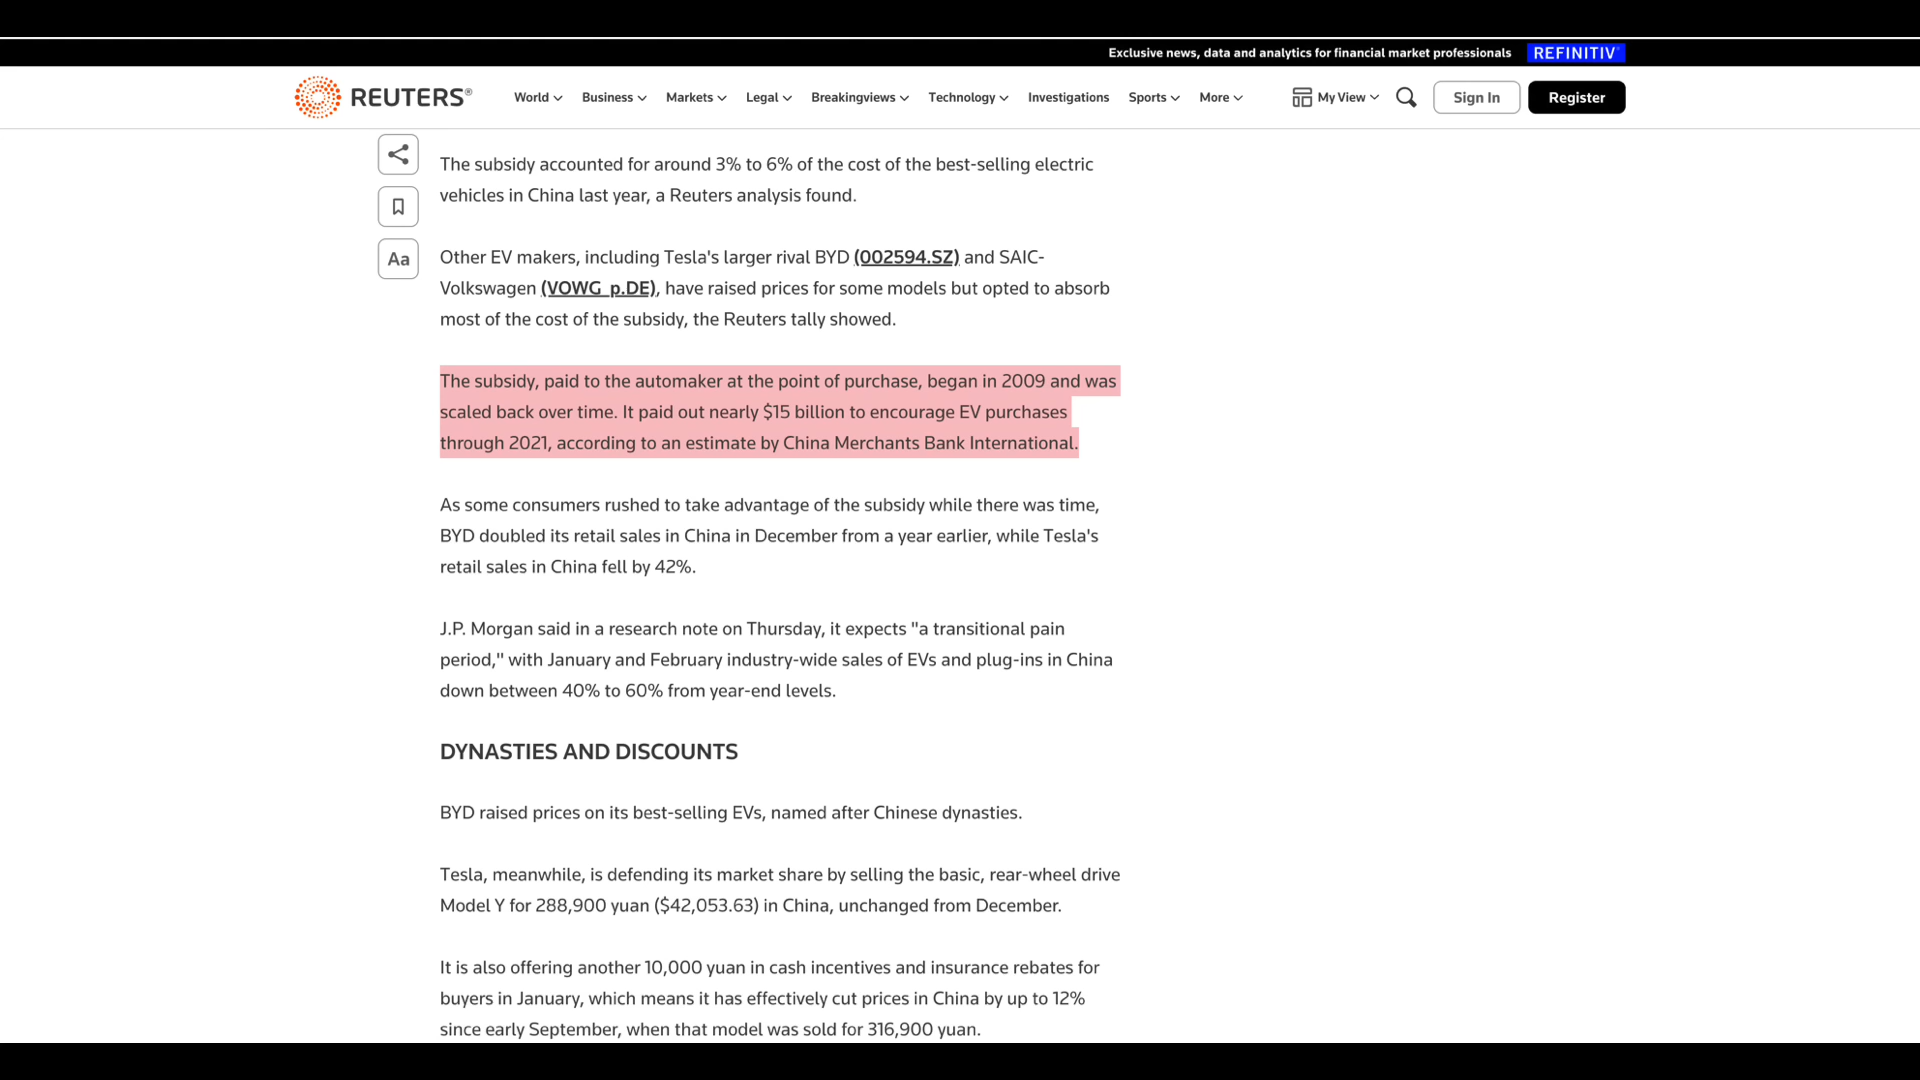 Exclusive news, data and analytics for financial market professionals REFINITIV
REUTERS® World Business Markets Legal Breakingviews Technology Investigations Sports More My View Sign In Register
The subsidy accounted for around 3% to 6% of the cost of the best-selling electric
vehicles in China last year, a Reuters analysis found.
Aa
Other EV makers, including Tesla's larger rival BYD (002594.SZ) and SAIC-
Volkswagen (VOWG_p.DE), have raised prices for some models but opted to absorb
most of the cost of the subsidy, the Reuters tally showed.
The subsidy, paid to the automaker at the point of purchase, began in 2009 and was
scaled back over time. It paid out nearly $15 billion to encourage EV purchases
through 2021, according to an estimate by China Merchants Bank International.
As some consumers rushed to take advantage of the subsidy while there was time,
BYD doubled its retail sales in China in December from a year earlier, while Tesla's
retail sales in China fell by 42%.
J.P. Morgan said in a research note on Thursday, it expects "a transitional pain
period," with January and February industry-wide sales of EVs and plug-ins in China
down between 40% to 60% from year-end levels.
DYNASTIES AND DISCOUNTS
BYD raised prices on its best-selling EVs, named after Chinese dynasties.
Tesla, meanwhile, is defending its market share by selling the basic, rear-wheel drive
Model Y for 288,900 yuan ($42,053.63) in China, unchanged from December.
It is also offering another 10,000 yuan in cash incentives and insurance rebates for
buyers in January, which means it has effectively cut prices in China by up to 12%
since early September, when that model was sold for 316,900 yuan.